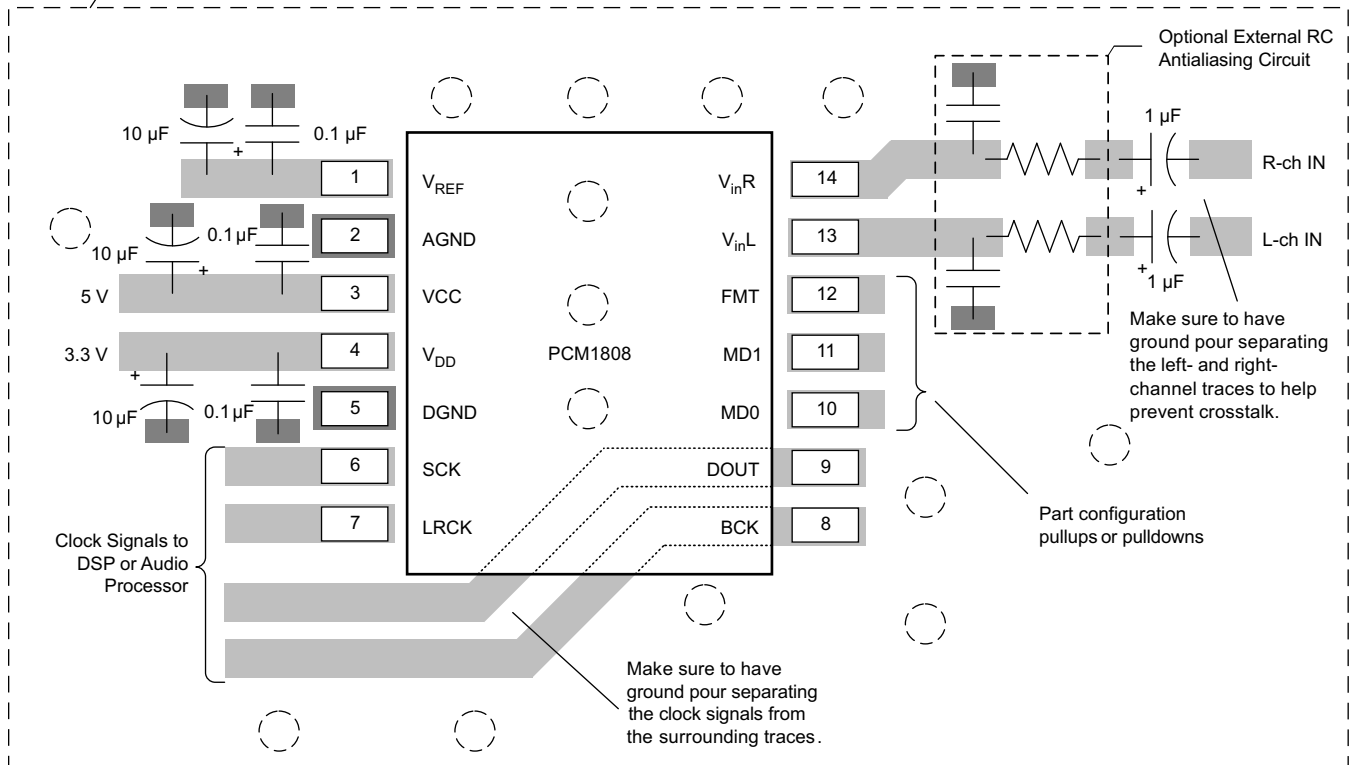 Optional External RC
Antialiasing Circuit
10 µF
+
0.1 µF
1 µF
+
R-ch IN
1
V_REF
V_inR
14
10 µF
+
0.1 µF
2
AGND
V_inL
13
L-ch IN
+
1 µF
5 V
3
VCC
FMT
12
3.3 V
4
V_DD
PCM1808
MD1
11
+
10 µF
0.1 µF
5
DGND
MD0
10
Make sure to have
ground pour separating
the left- and right-
channel traces to help
prevent crosstalk.
6
SCK
DOUT
9
7
LRCK
BCK
8
Part configuration
pullups or pulldowns
Clock Signals to
DSP or Audio
Processor
Make sure to have
ground pour separating
the clock signals from
the surrounding traces.